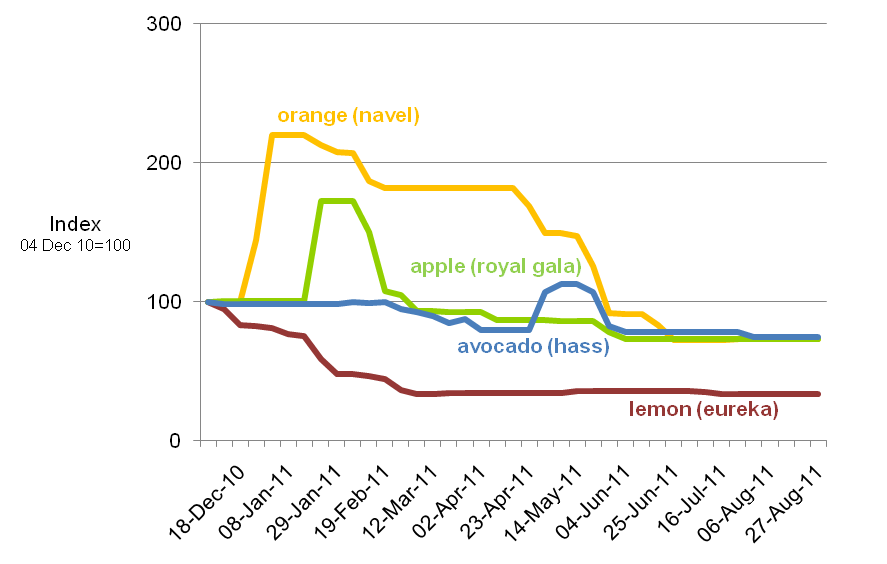 300
orange (navel)
200
Index
04 Dec 10=100
apple (royal gala)
100
avocado (hass)
lemon (eureka)
0
18-Dec-10
08-Jan-11
29-Jan-11
19-Feb-11
12-Mar-11
02-Apr-11
23-Apr-11
14-May-11
04-Jun-11
25-Jun-11
16-Jul-11
06-Aug-11
27-Aug-11